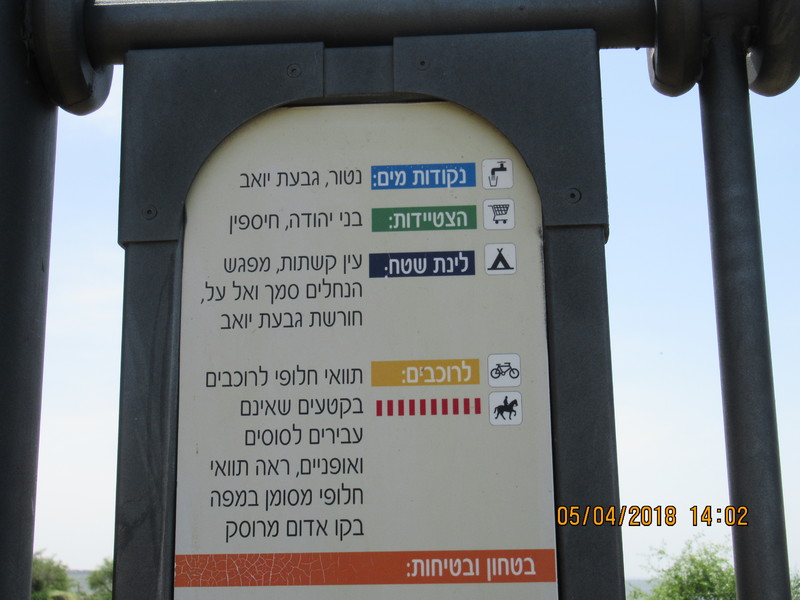 נקודות מים: נטור, גבעת יואב
הצטיידות: בני יהודה, חיספין
לינת שטח: עין קשתות, מפגש
הנחלים סמך ואל על,
חורשת גבעת יואב
לרוכבים: תוואי חלופי לרוכבים
בקטעים שאינם
עבירים לסוסים
ואופניים, ראה תוואי
חלופי מסומן במפה
בקו אדום מרוסק
בטחון ובטיחות:
05/04/2018 14:02